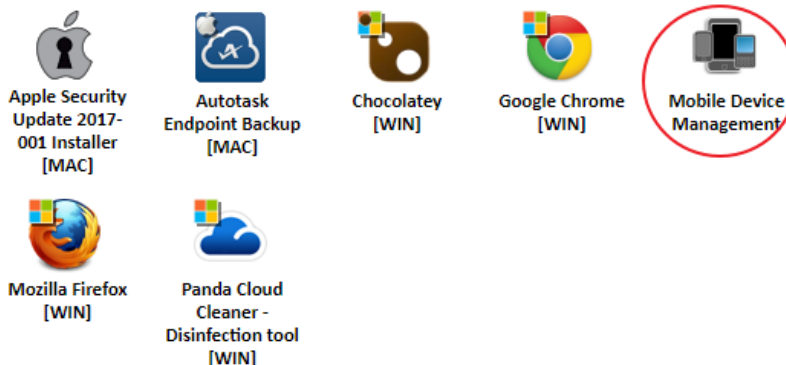 Apple Security
Update 2017-
001 Installer
[MAC]
Autotask
Endpoint Backup
[MAC]
Chocolatey
[WIN]
Google Chrome
[WIN]
Mobile Device
Management
Mozilla Firefox
[WIN]
Panda Cloud
Cleaner -
Disinfection tool
[WIN]